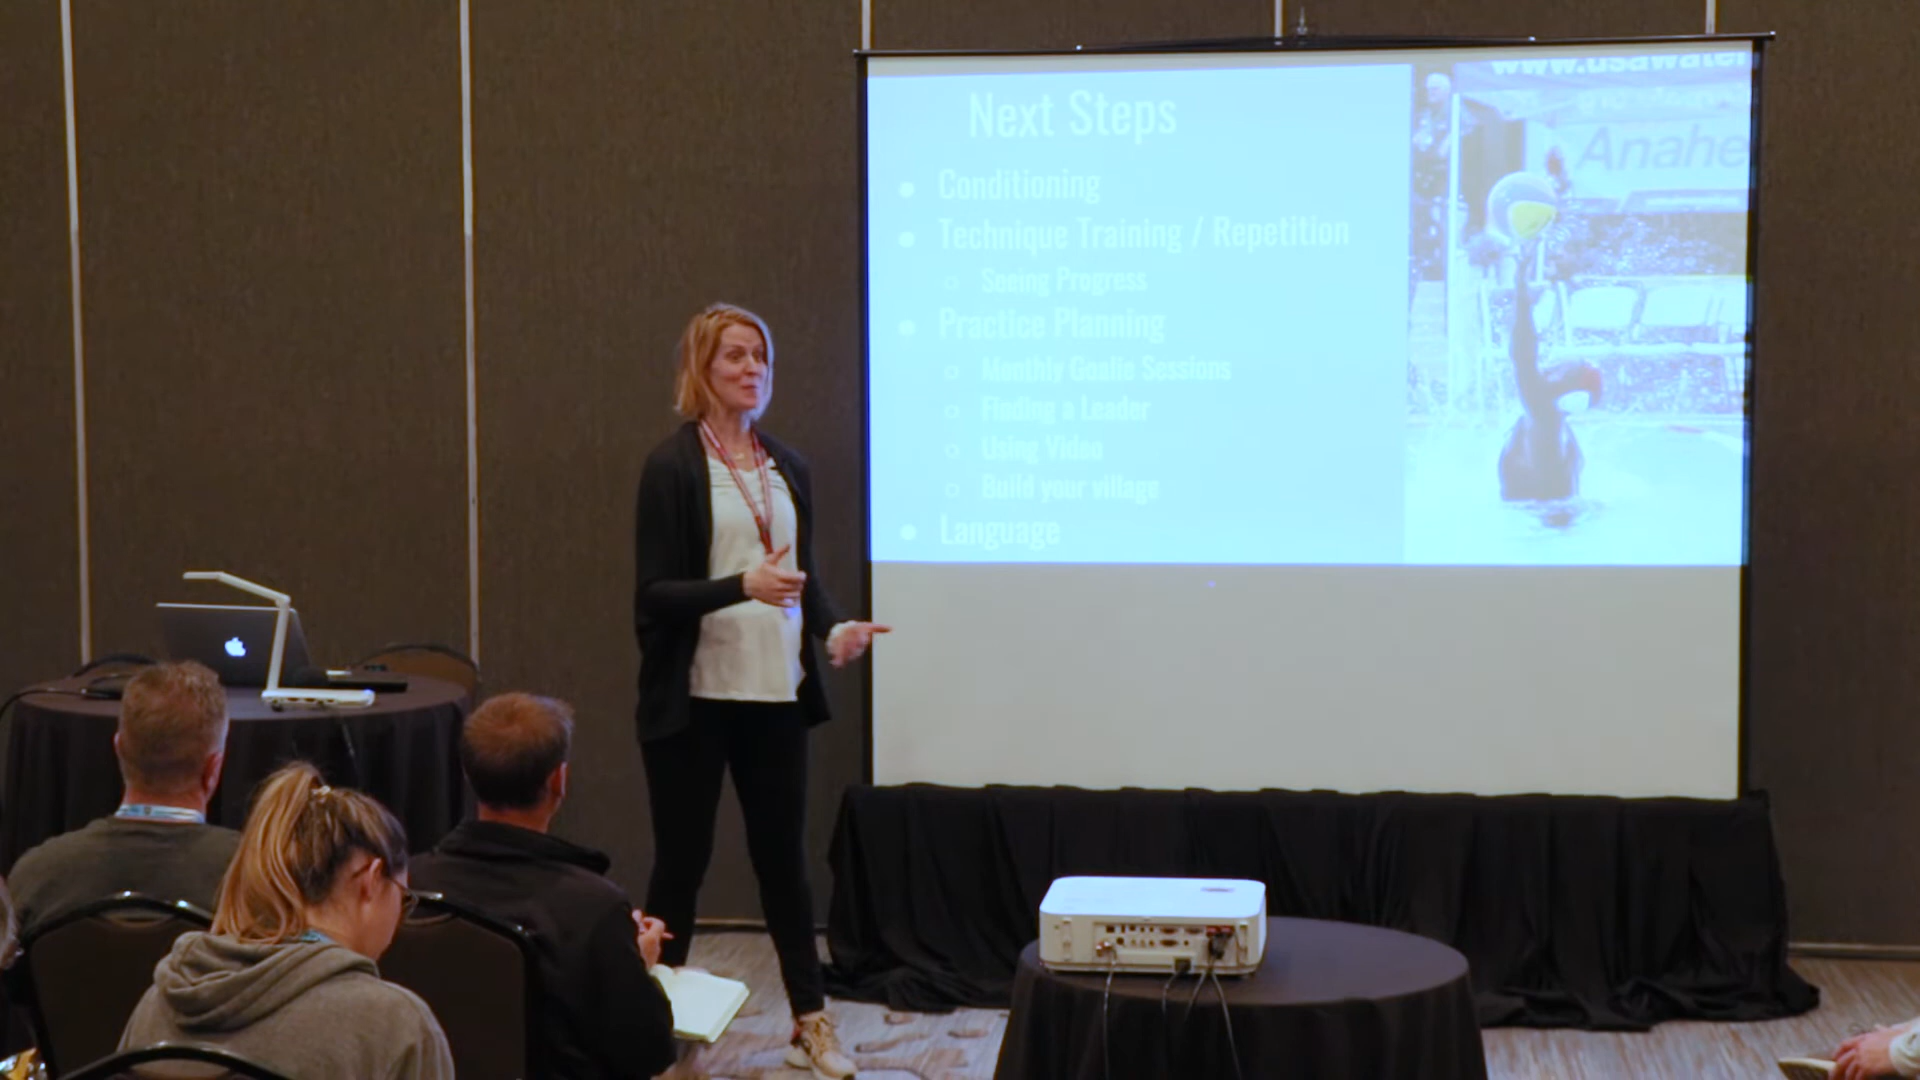 www.usawater
Anahe
Next Steps
Conditioning
Technique Training / Repetition
Seeing Progress
Practice Planning
Monthly Goalie Sessions
Finding a Leader
Using Video
Build your village
Language